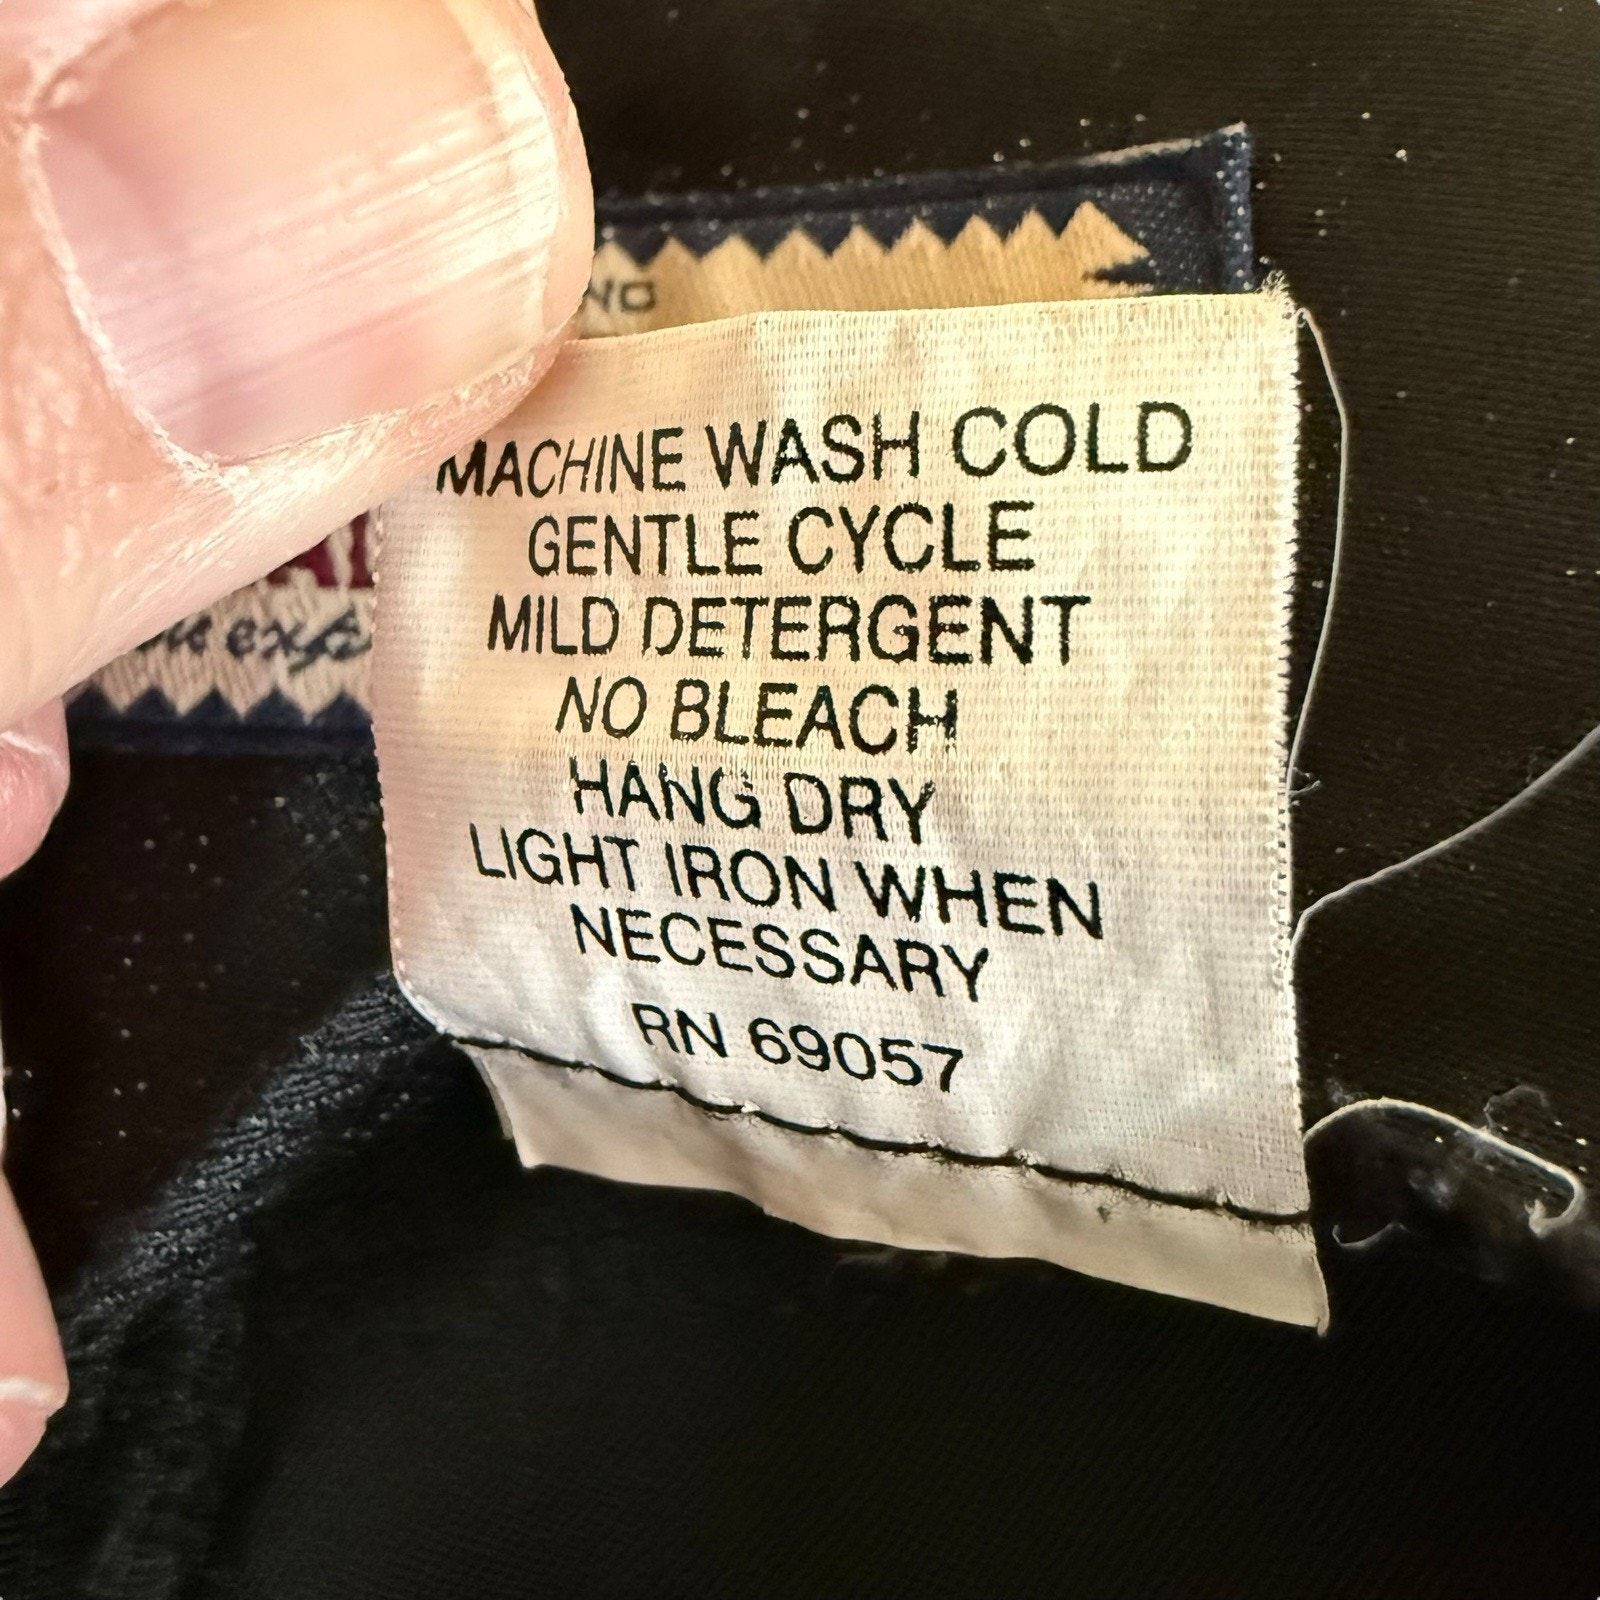 MACHINE WASH COLD
GENTLE CYCLE
MILD DETERGENT
NO BLEACH
HANG DRY
LIGHT IRON WHEN
NECESSARY
RN 69057